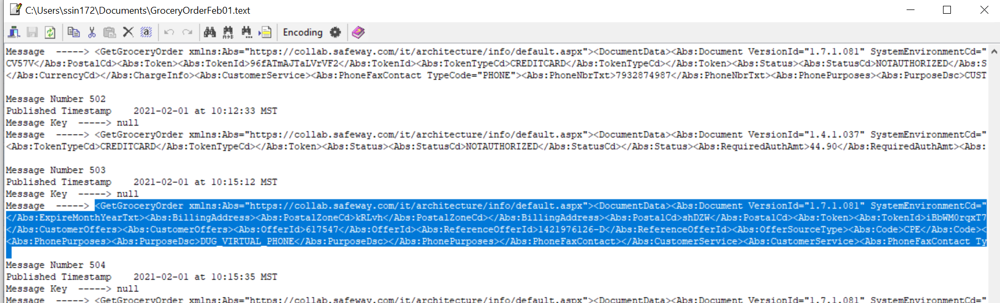 C:\Users\ssin172\Documents\GroceryOrderFeb01.text
Encoding
Message  -----> <GetGroceryOrder xmlns:Abs="https://collab.safeway.com/it/architecture/info/default.aspx"><DocumentData><Abs:Document VersionId="1.7.1.081" SystemEnvironmentCd="
CV57V</Abs:PostalCd><Abs:Token><Abs:TokenId>96fATmAJTaLVrVF2</Abs:TokenId><Abs:TokenTypeCd>CREDITCARD</Abs:TokenTypeCd></Abs:Token><Abs:Status><Abs:StatusCd>NOTAUTHORIZED</Abs:S
</Abs:CurrencyCd></Abs:ChargeInfo><Abs:CustomerService><Abs:PhoneFaxContact TypeCode="PHONE"><Abs:PhoneNbrTxt>7932874987</Abs:PhoneNbrTxt><Abs:PhonePurposes><Abs:PurposeDsc>CUST
Message Number 502
Published Timestamp    2021-02-01 at 10:12:33 MST
Message Key  -----> null
Message  -----> <GetGroceryOrder xmlns:Abs="https://collab.safeway.com/it/architecture/info/default.aspx"><DocumentData><Abs:Document VersionId="1.4.1.037" SystemEnvironmentCd="
<Abs:TokenTypeCd>CREDITCARD</Abs:TokenTypeCd></Abs:Token><Abs:Status><Abs:StatusCd>NOTAUTHORIZED</Abs:StatusCd></Abs:Status><Abs:RequiredAuthAmt>44.90</Abs:RequiredAuthAmt><Abs:
Message Number 503
Published Timestamp    2021-02-01 at 10:15:12 MST
Message Key  -----> null
Message  -----> <GetGroceryOrder xmlns:Abs="https://collab.safeway.com/it/architecture/info/default.aspx"><DocumentData><Abs:Document VersionId="1.7.1.081" SystemEnvironmentCd="
</Abs:ExpireMonthYearTxt><Abs:BillingAddress><Abs:PostalZoneCd>kRLvh</Abs:PostalZoneCd></Abs:BillingAddress><Abs:PostalCd>shDZW</Abs:PostalCd><Abs:Token><Abs:TokenId>iBbWM0rqxT7
</Abs:CustomerOffers><Abs:CustomerOffers><Abs:OfferId>617547</Abs:OfferId><Abs:ReferenceOfferId>1421976126-D</Abs:ReferenceOfferId><Abs:OfferSourceType><Abs:Code>CPE</Abs:Code><
<Abs:PhonePurposes><Abs:PurposeDsc>DUG_VIRTUAL_PHONE</Abs:PurposeDsc></Abs:PhonePurposes></Abs:PhoneFaxContact></Abs:CustomerService><Abs:CustomerService><Abs:PhoneFaxContact Ty
Message Number 504
Published Timestamp    2021-02-01 at 10:15:35 MST
Message Key  -----> null
Message  -----> <GetGroceryOrder xmlns:Abs="https://collab.safeway.com/it/architecture/info/default.aspx"><DocumentData><Abs:Document VersionId="1.7.1.081" SystemEnvironmentCd="